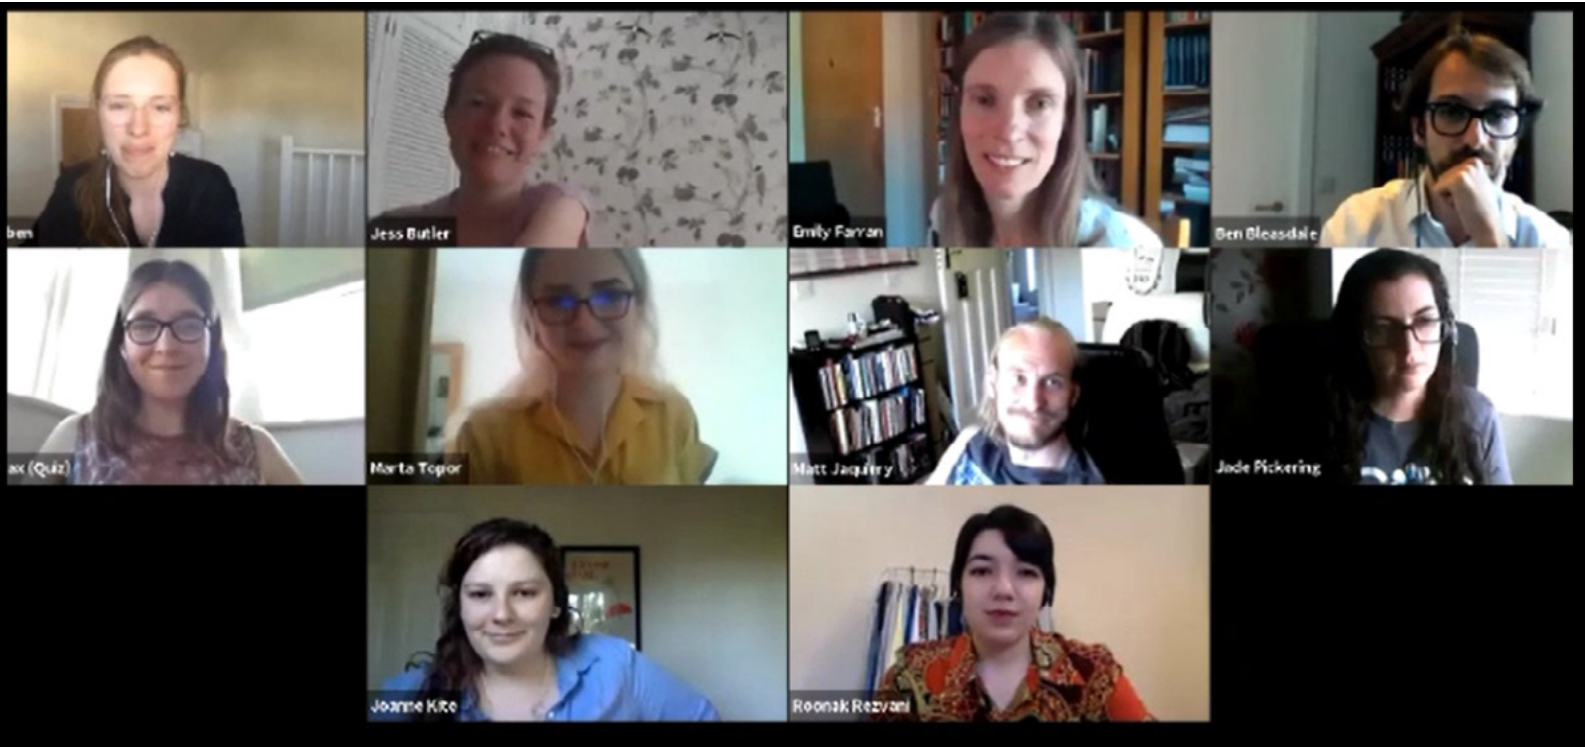 ben
Jess Butler
Emily Farran
Ben Bleasdale
ax (Quiz)
Marta Topor
Matt Jaquiery
Jade Pickering
Joanne Kite
Roonak Rezvani